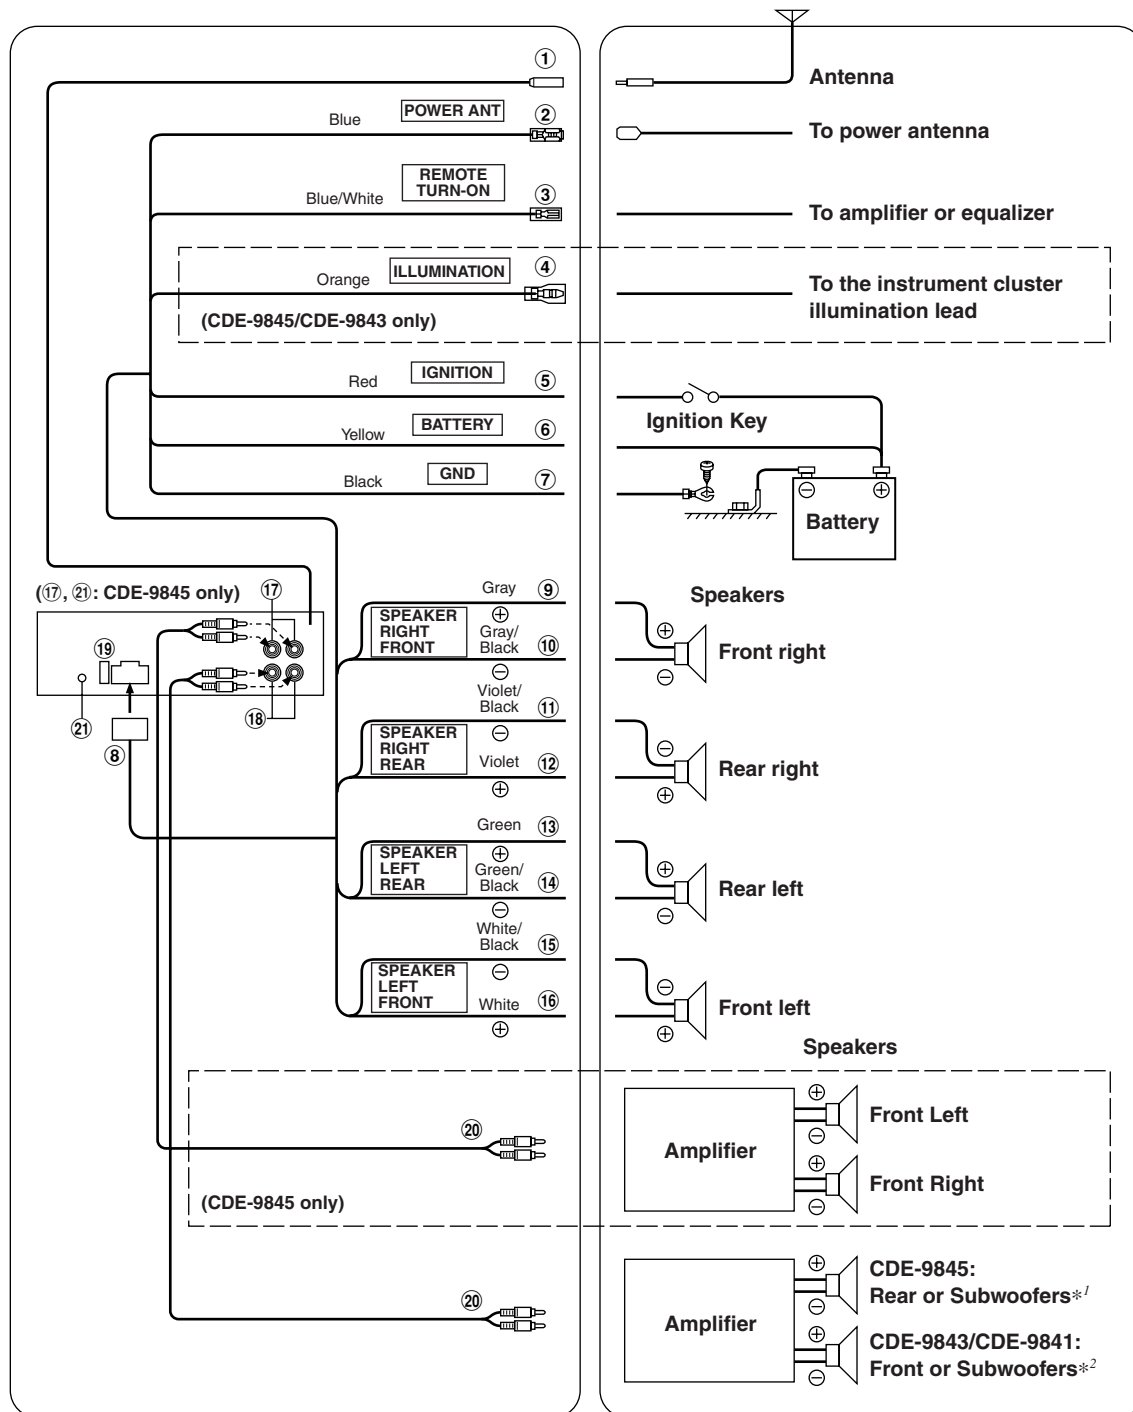 ①
Antenna
POWER ANT
②
Blue
To power antenna
REMOTE
TURN-ON
③
Blue/White
To amplifier or equalizer
ILLUMINATION
④
Orange
To the instrument cluster
illumination lead
(CDE-9845/CDE-9843 only)
IGNITION
⑤
Red
Ignition Key
BATTERY
⑥
Yellow
GND
⑦
Black
⊖ ⊕
Battery
(⑰, ㉑: CDE-9845 only)
⑰
⑲
⑱
㉑
⑧
Speakers
Gray
⑨
SPEAKER
RIGHT
FRONT
⊕
Gray/
Black
⑩
⊖
⊕
Front right
⊖
Violet/
Black
⑪
SPEAKER
RIGHT
REAR
⊖
Violet
⑫
⊕
⊖
Rear right
⊕
Green
⑬
SPEAKER
LEFT
REAR
⊕
Green/
Black
⑭
⊖
⊕
Rear left
⊖
White/
Black
⑮
SPEAKER
LEFT
FRONT
⊖
White
⑯
⊕
⊖
Front left
⊕
Speakers
⑳
Amplifier
⊕
Front Left
⊖
⊕
Front Right
⊖
(CDE-9845 only)
⑳
Amplifier
⊕
CDE-9845:
Rear or Subwoofers*1
⊖
⊕
CDE-9843/CDE-9841:
Front or Subwoofers*2
⊖